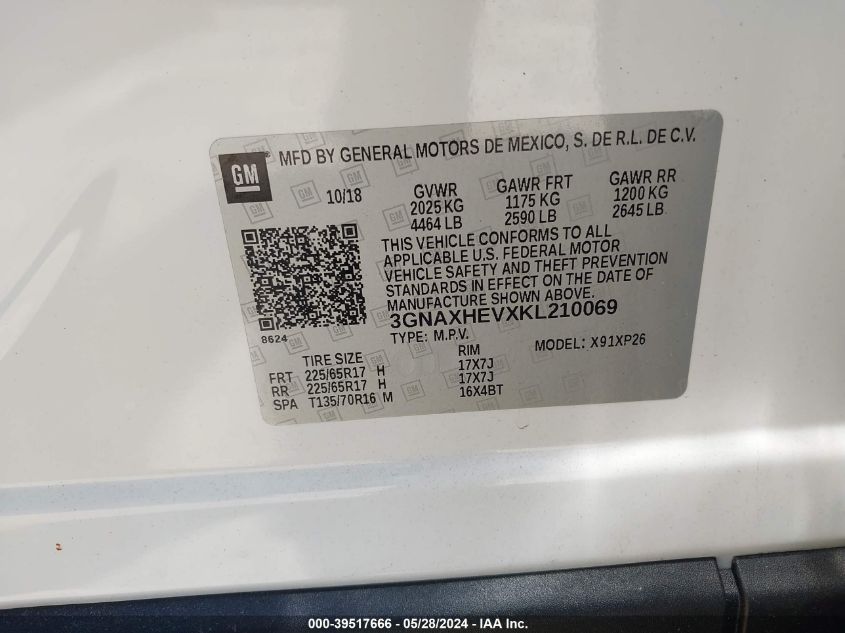 GM ® MFD BY GENERAL MOTORS DE MEXICO, S. DE R.L. DE C.V.
10/18 GVWR GAWR FRT GAWR RR
2025 KG 1175 KG 1200 KG
4464 LB 2590 LB 2645 LB
THIS VEHICLE CONFORMS TO ALL
APPLICABLE U.S. FEDERAL MOTOR
VEHICLE SAFETY AND THEFT PREVENTION
STANDARDS IN EFFECT ON THE DATE OF
MANUFACTURE SHOWN ABOVE.
3GNAXHEVXKL210069
8624 TYPE: M.P.V. MODEL: X91XP26
TIRE SIZE RIM
FRT 225/65R17 H 17X7J
RR 225/65R17 H 17X7J
SPA T135/70R16 M 16X4BT
000-39517666 - 05/28/2024 - IAA Inc.